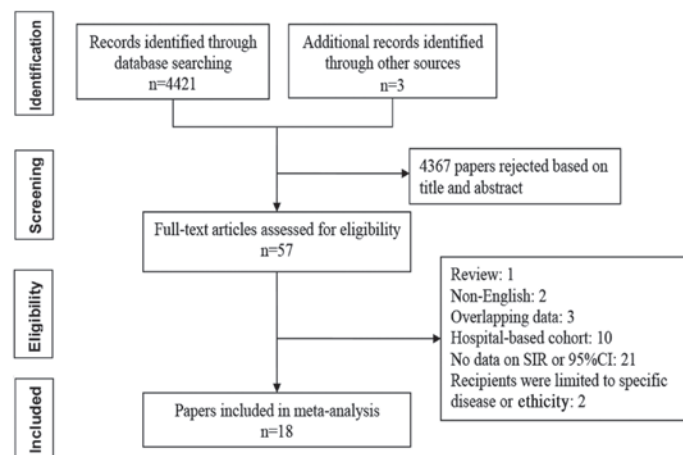 Identification
Records identified through
database searching
n=4421
Additional records identified
through other sources
n=3
Screening
4367 papers rejected based on
title and abstract
Full-text articles assessed for eligibility
n=57
Eligibility
Review: 1
Non-English: 2
Overlapping data: 3
Hospital-based cohort: 10
No data on SIR or 95%CI: 21
Recipients were limited to specific
disease or ethicity: 2
Included
Papers included in meta-analysis
n=18